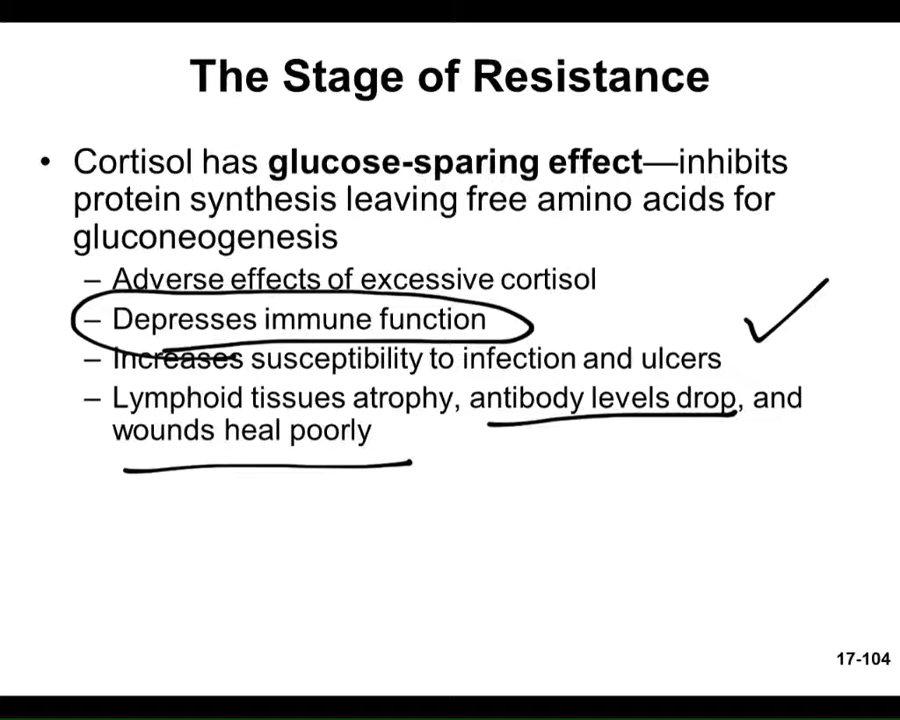 The Stage of Resistance
• Cortisol has glucose-sparing effect—inhibits
protein synthesis leaving free amino acids for
gluconeogenesis
– Adverse effects of excessive cortisol
– Depresses immune function
– Increases susceptibility to infection and ulcers
– Lymphoid tissues atrophy, antibody levels drop, and
wounds heal poorly
17-104